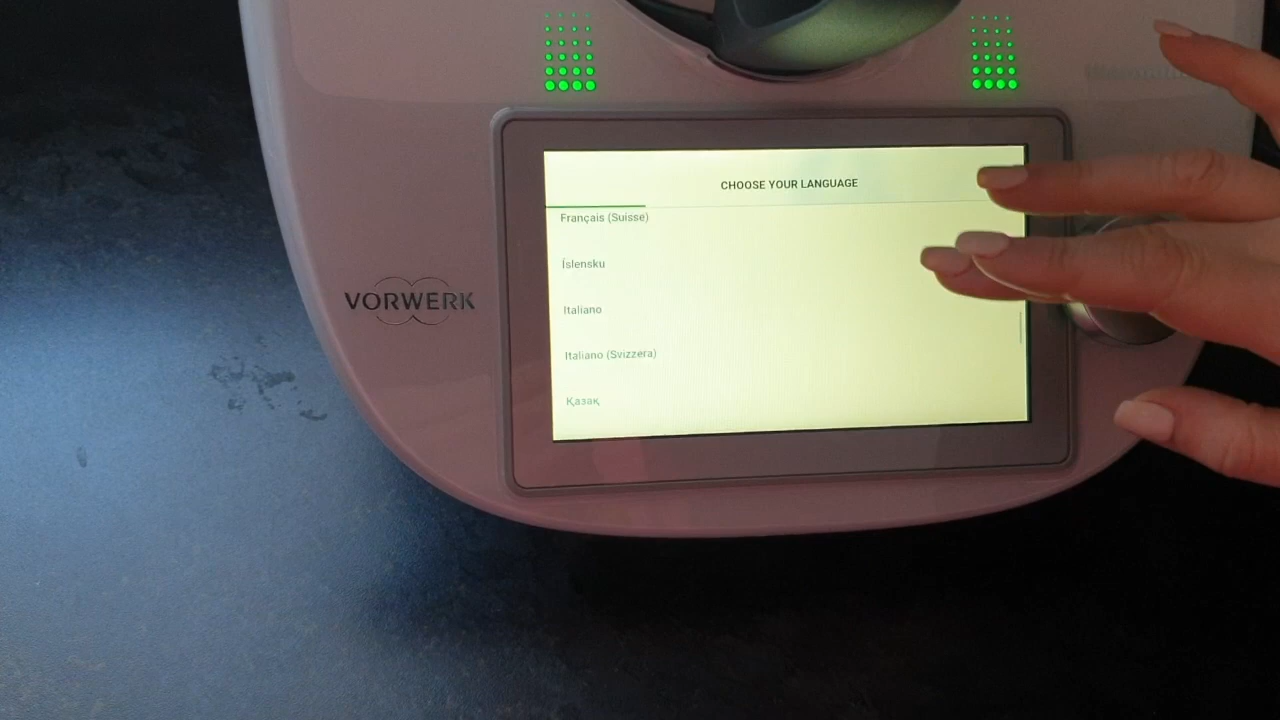 CHOOSE YOUR LANGUAGE
Français (Suisse)
Íslensku
VORWERK
Italiano
Italiano (Svizzera)
Қазақ